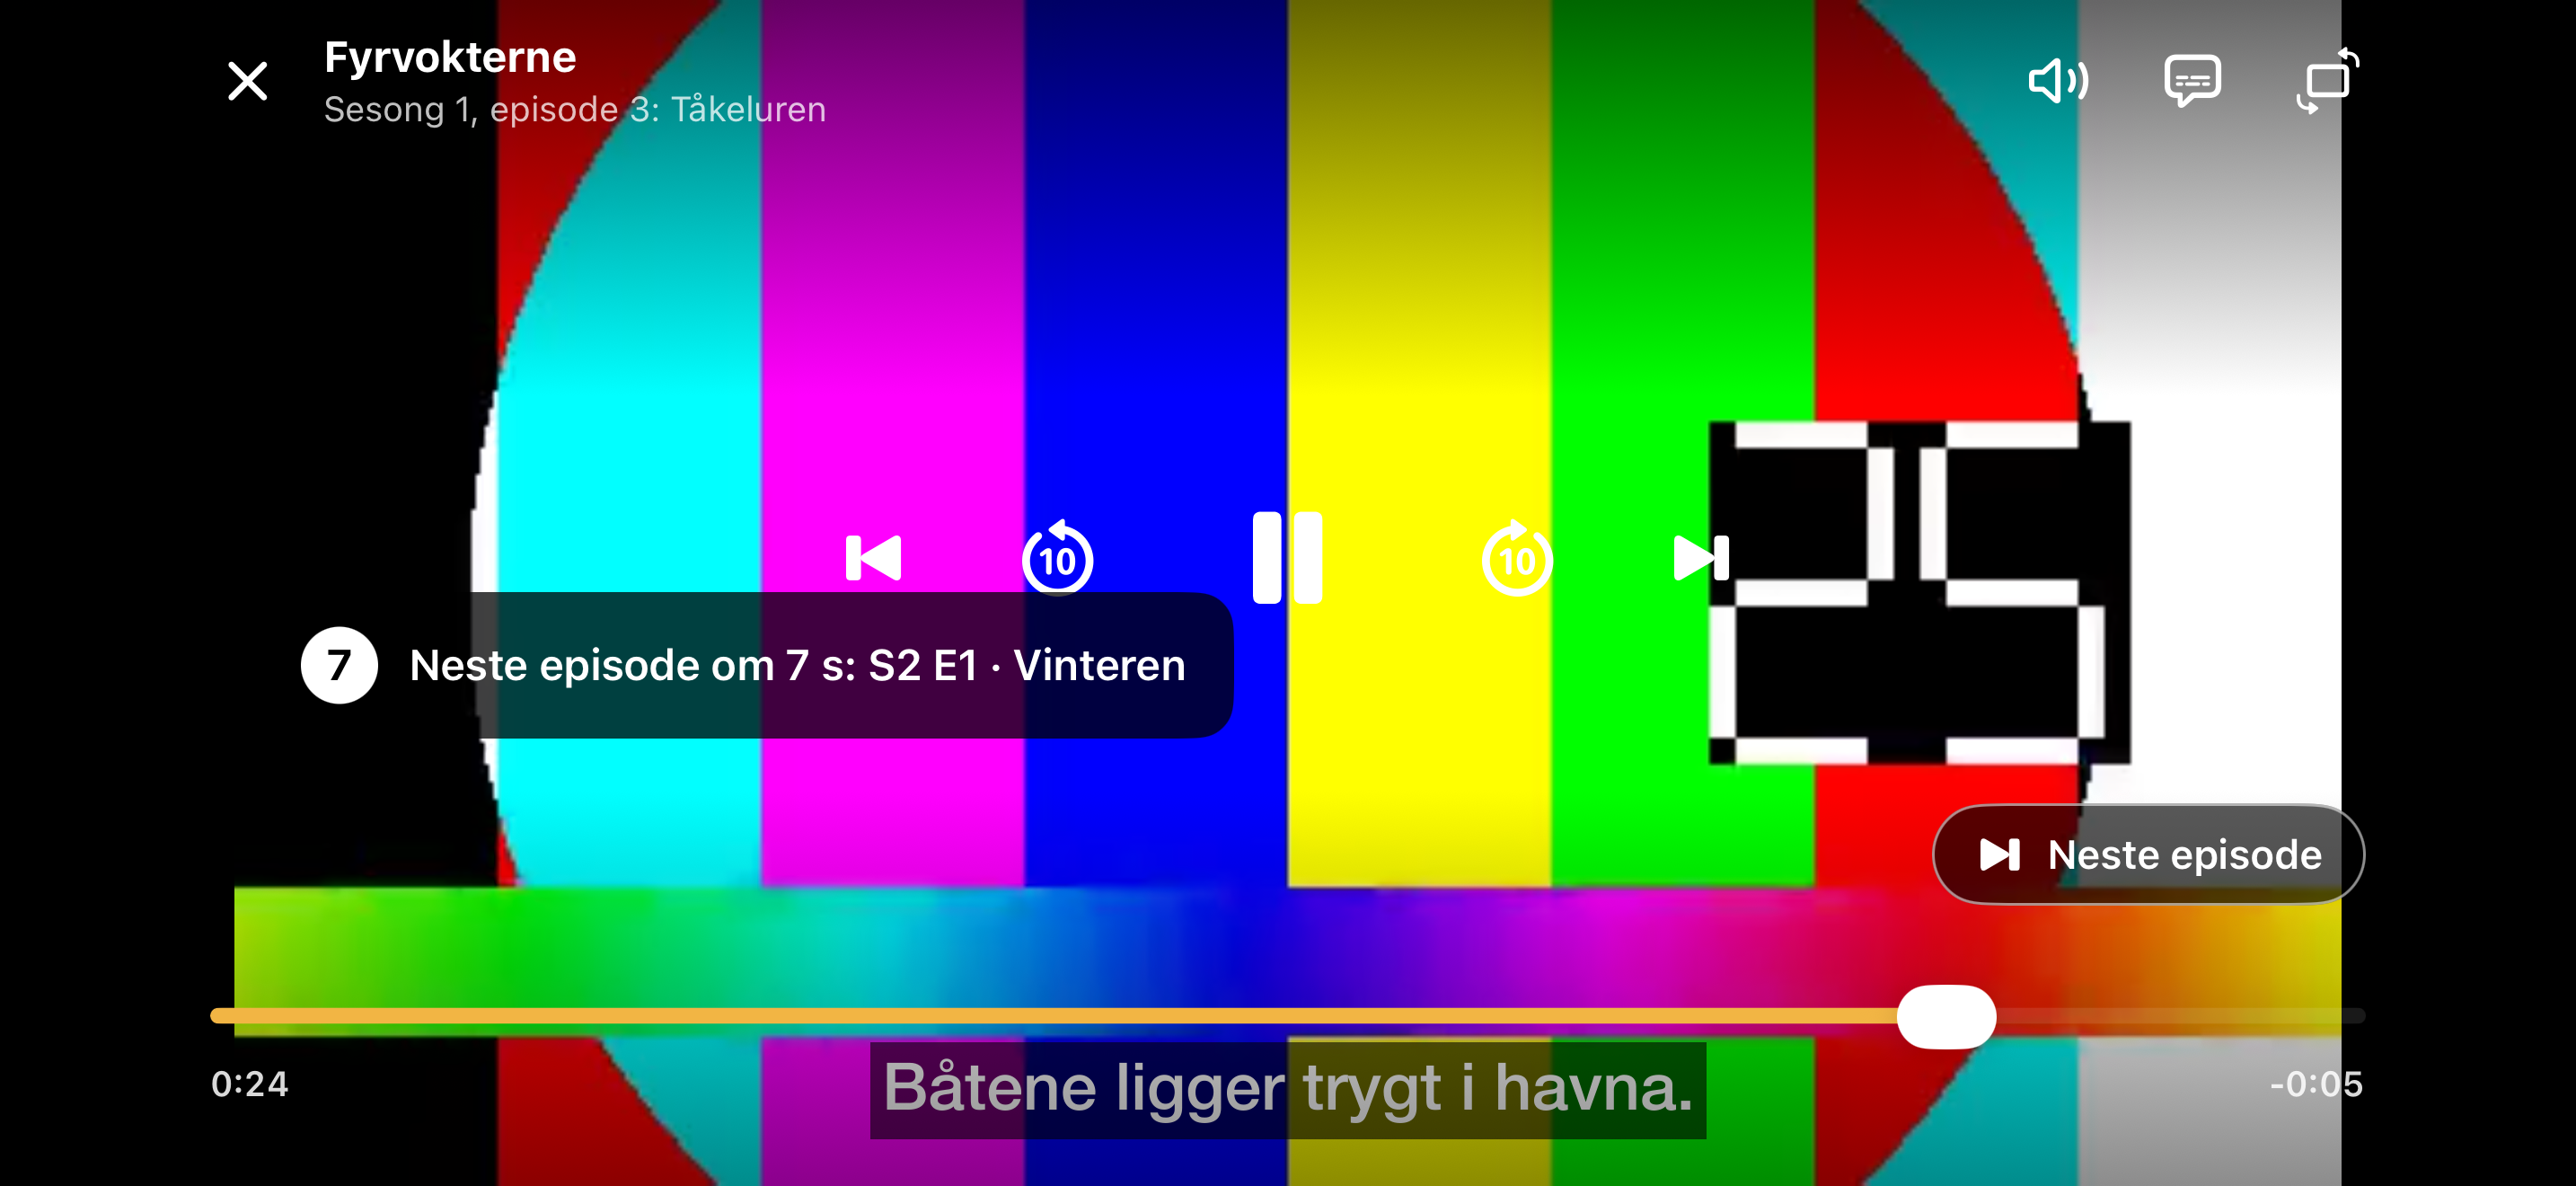 Fyrvokterne
Sesong 1, episode 3: Tåkeluren
10
10
7 Neste episode om 7 s: S2 E1 · Vinteren
25
Neste episode
0:24
-0:05
Båtene ligger trygt i havna.